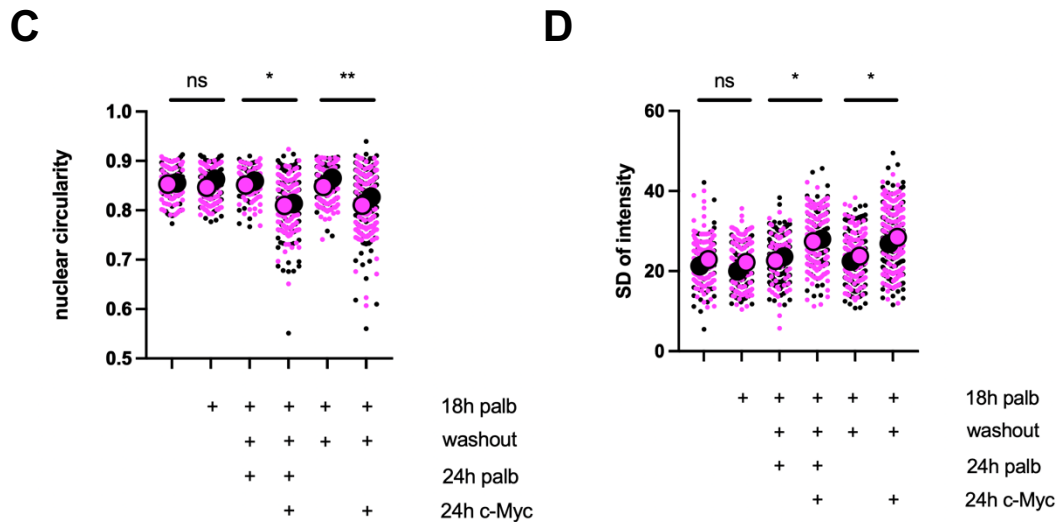 C
ns * **
nuclear circularity
1.0
0.9
0.8
0.7
0.6
0.5
+ + + + + 18h palb
+ + + + washout
+ + 24h palb
+ + 24h c-Myc
D
ns * *
SD of intensity
60
40
20
0
+ + + + + 18h palb
+ + + + washout
+ + 24h palb
+ + 24h c-Myc